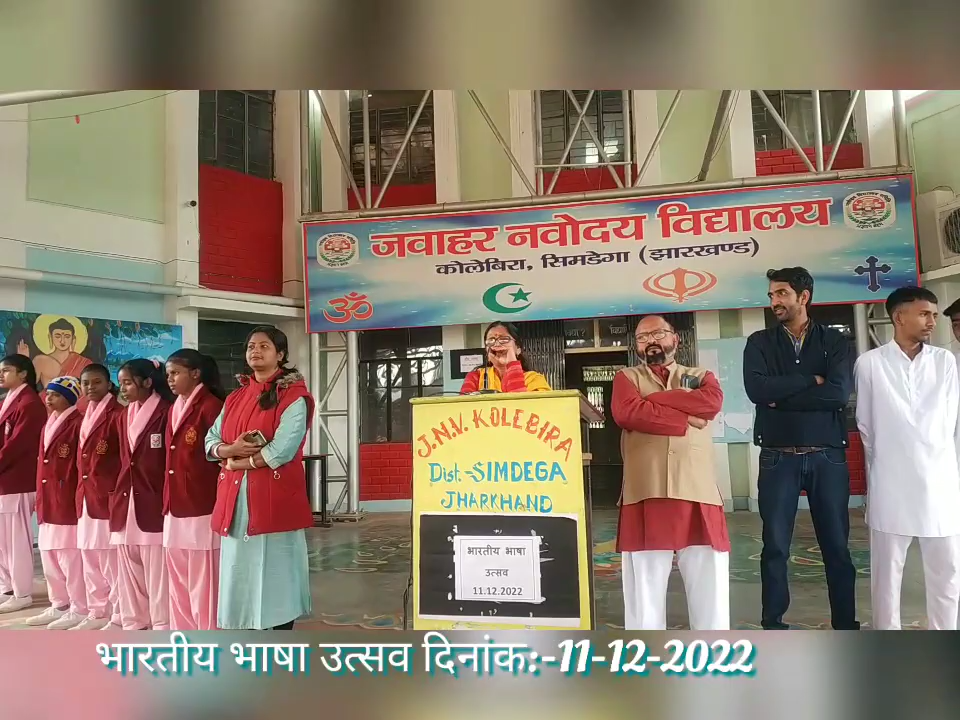 जवाहर नवोदय विद्यालय
कोलेबिरा, सिमडेगा (झारखण्ड)
J.N.V. KOLEBIRA
Dist.-SIMDEGA
JHARKHAND
भारतीय भाषा
उत्सव
11.12.2022
भारतीय भाषा उत्सव दिनांक:-11-12-2022